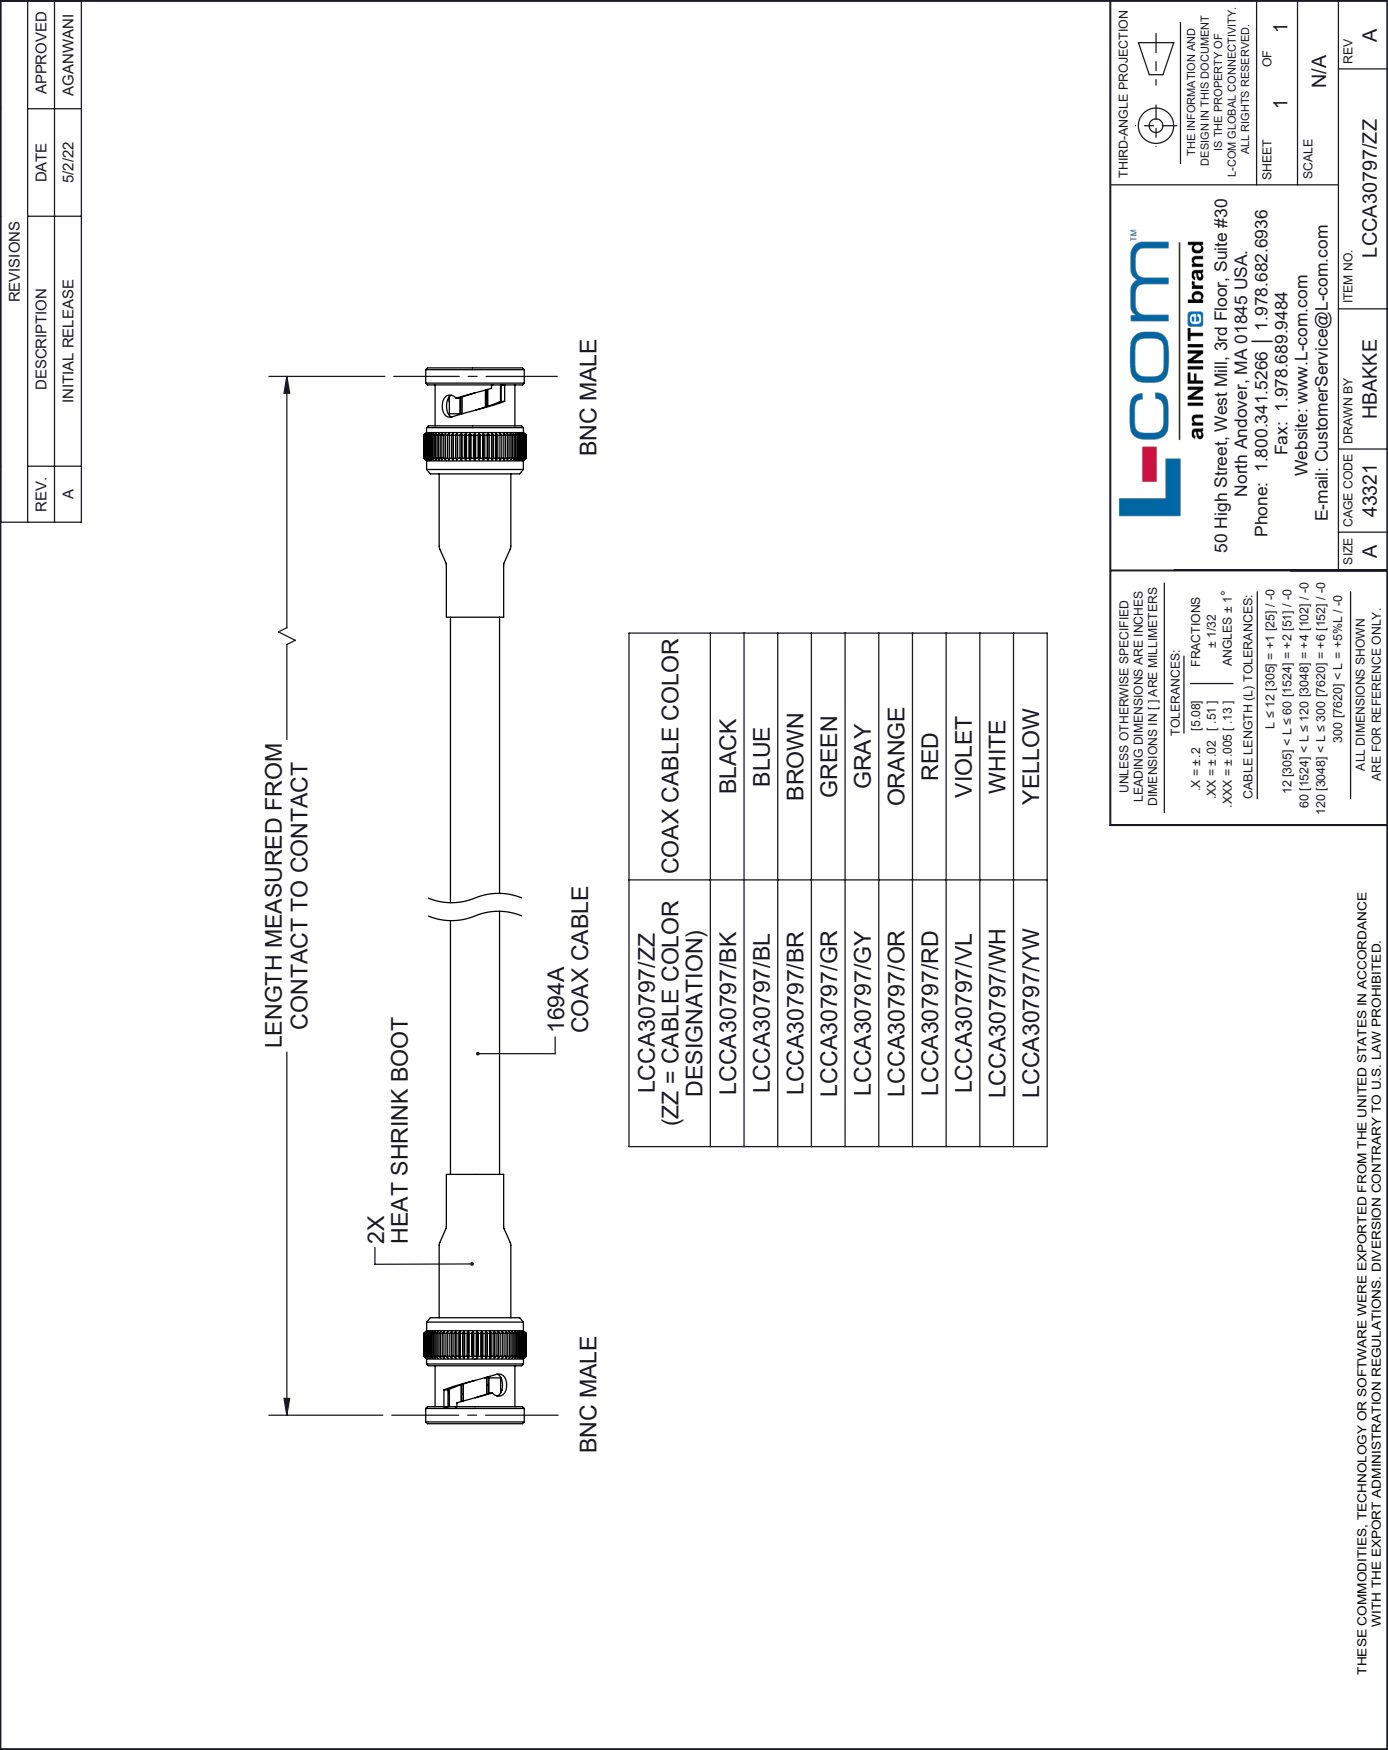 REVISIONS
REV.
DESCRIPTION
DATE
APPROVED
A
INITIAL RELEASE
5/2/22
AGANWANI
LENGTH MEASURED FROM
CONTACT TO CONTACT
2X
HEAT SHRINK BOOT
1694A
COAX CABLE
BNC MALE
BNC MALE
LCCA30797/ZZ
(ZZ = CABLE COLOR
DESIGNATION)
COAX CABLE COLOR
LCCA30797/BK
BLACK
LCCA30797/BL
BLUE
LCCA30797/BR
BROWN
LCCA30797/GR
GREEN
LCCA30797/GY
GRAY
LCCA30797/OR
ORANGE
LCCA30797/RD
RED
LCCA30797/VL
VIOLET
LCCA30797/WH
WHITE
LCCA30797/YW
YELLOW
THESE COMMODITIES, TECHNOLOGY OR SOFTWARE WERE EXPORTED FROM THE UNITED STATES IN ACCORDANCE
WITH THE EXPORT ADMINISTRATION REGULATIONS. DIVERSION CONTRARY TO U.S. LAW PROHIBITED.
UNLESS OTHERWISE SPECIFIED
LEADING DIMENSIONS ARE INCHES
DIMENSIONS IN [ ] ARE MILLIMETERS
TOLERANCES:
.X = ±.2 [5.08]
.XX = ±.02 [ .51]
.XXX = ±.005 [ .13 ]
FRACTIONS
± 1/32
ANGLES ± 1°
CABLE LENGTH (L) TOLERANCES:
L ≤ 12 [305] = +1 [25] / -0
12 [305] < L ≤ 60 [1524] = +2 [51] / -0
60 [1524] < L ≤ 120 [3048] = +4 [102] / -0
120 [3048] < L ≤ 300 [7620] = +6 [152] / -0
300 [7620] < L = +5%L / -0
ALL DIMENSIONS SHOWN
ARE FOR REFERENCE ONLY.
L-com™
an INFINITe brand
50 High Street, West Mill, 3rd Floor, Suite #30
North Andover, MA 01845 USA.
Phone: 1.800.341.5266 | 1.978.682.6936
Fax: 1.978.689.9484
Website: www.L-com.com
E-mail: CustomerService@L-com.com
THIRD-ANGLE PROJECTION
THE INFORMATION AND
DESIGN IN THIS DOCUMENT
IS THE PROPERTY OF
L-COM GLOBAL CONNECTIVITY.
ALL RIGHTS RESERVED.
SHEET
1 OF 1
SCALE
N/A
SIZE
A
CAGE CODE
43321
DRAWN BY
HBAKKE
ITEM NO.
LCCA30797/ZZ
REV
A